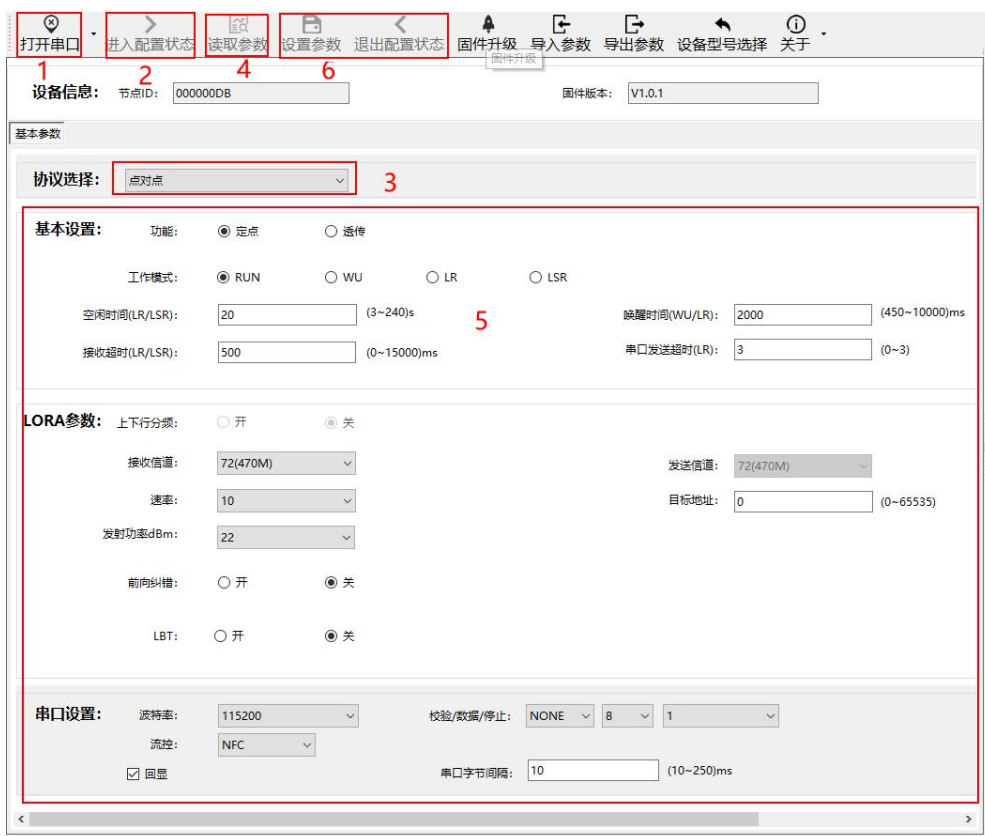 打开串口 进入配置状态 读取参数 设置参数 退出配置状态 固件升级 导入参数 导出参数 设备型号选择 关于
固件升级
1 2 4 6
设备信息： 节点ID： 000000DB 固件版本： V1.0.1
基本参数
协议选择： 点对点 3
基本设置： 功能： 定点 透传
工作模式： RUN WU LR LSR
空闲时间(LR/LSR)： 20 (3~240)s 5 唤醒时间(WU/LR)： 2000 (450~10000)ms
接收超时(LR/LSR)： 500 (0~15000)ms 串口发送超时(LR)： 3 (0~3)
LORA参数： 上下行分频： 开 关
接收信道： 72(470M) 发送信道： 72(470M)
速率： 10 目标地址： 0 (0~65535)
发射功率dBm： 22
前向纠错： 开 关
LBT： 开 关
串口设置： 波特率： 115200 校验/数据/停止： NONE 8 1
流控： NFC
回显 串口字节间隔： 10 (10~250)ms